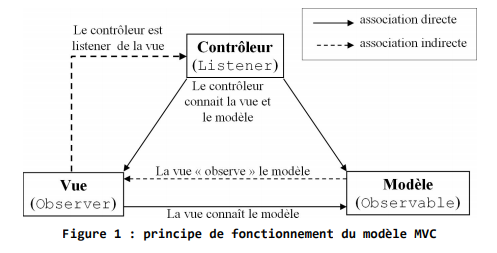 association directe
association indirecte
Le contrôleur est
listener de la vue
Contrôleur
(Listener)
Le contrôleur
connait la vue et
le modèle
La vue « observe » le modèle
Vue
(Observer)
Modèle
(Observable)
La vue connaît le modèle
Figure 1 : principe de fonctionnement du modèle MVC